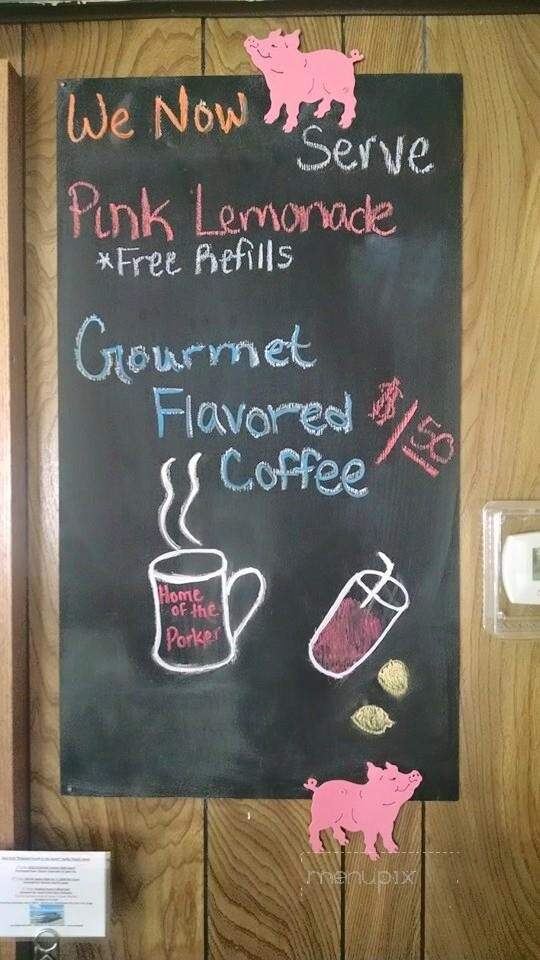 We Now
Serve
Pink Lemonade
*Free Refills
Gourmet
Flavored
Coffee
$1.50
Home
of the
Porker
menupix